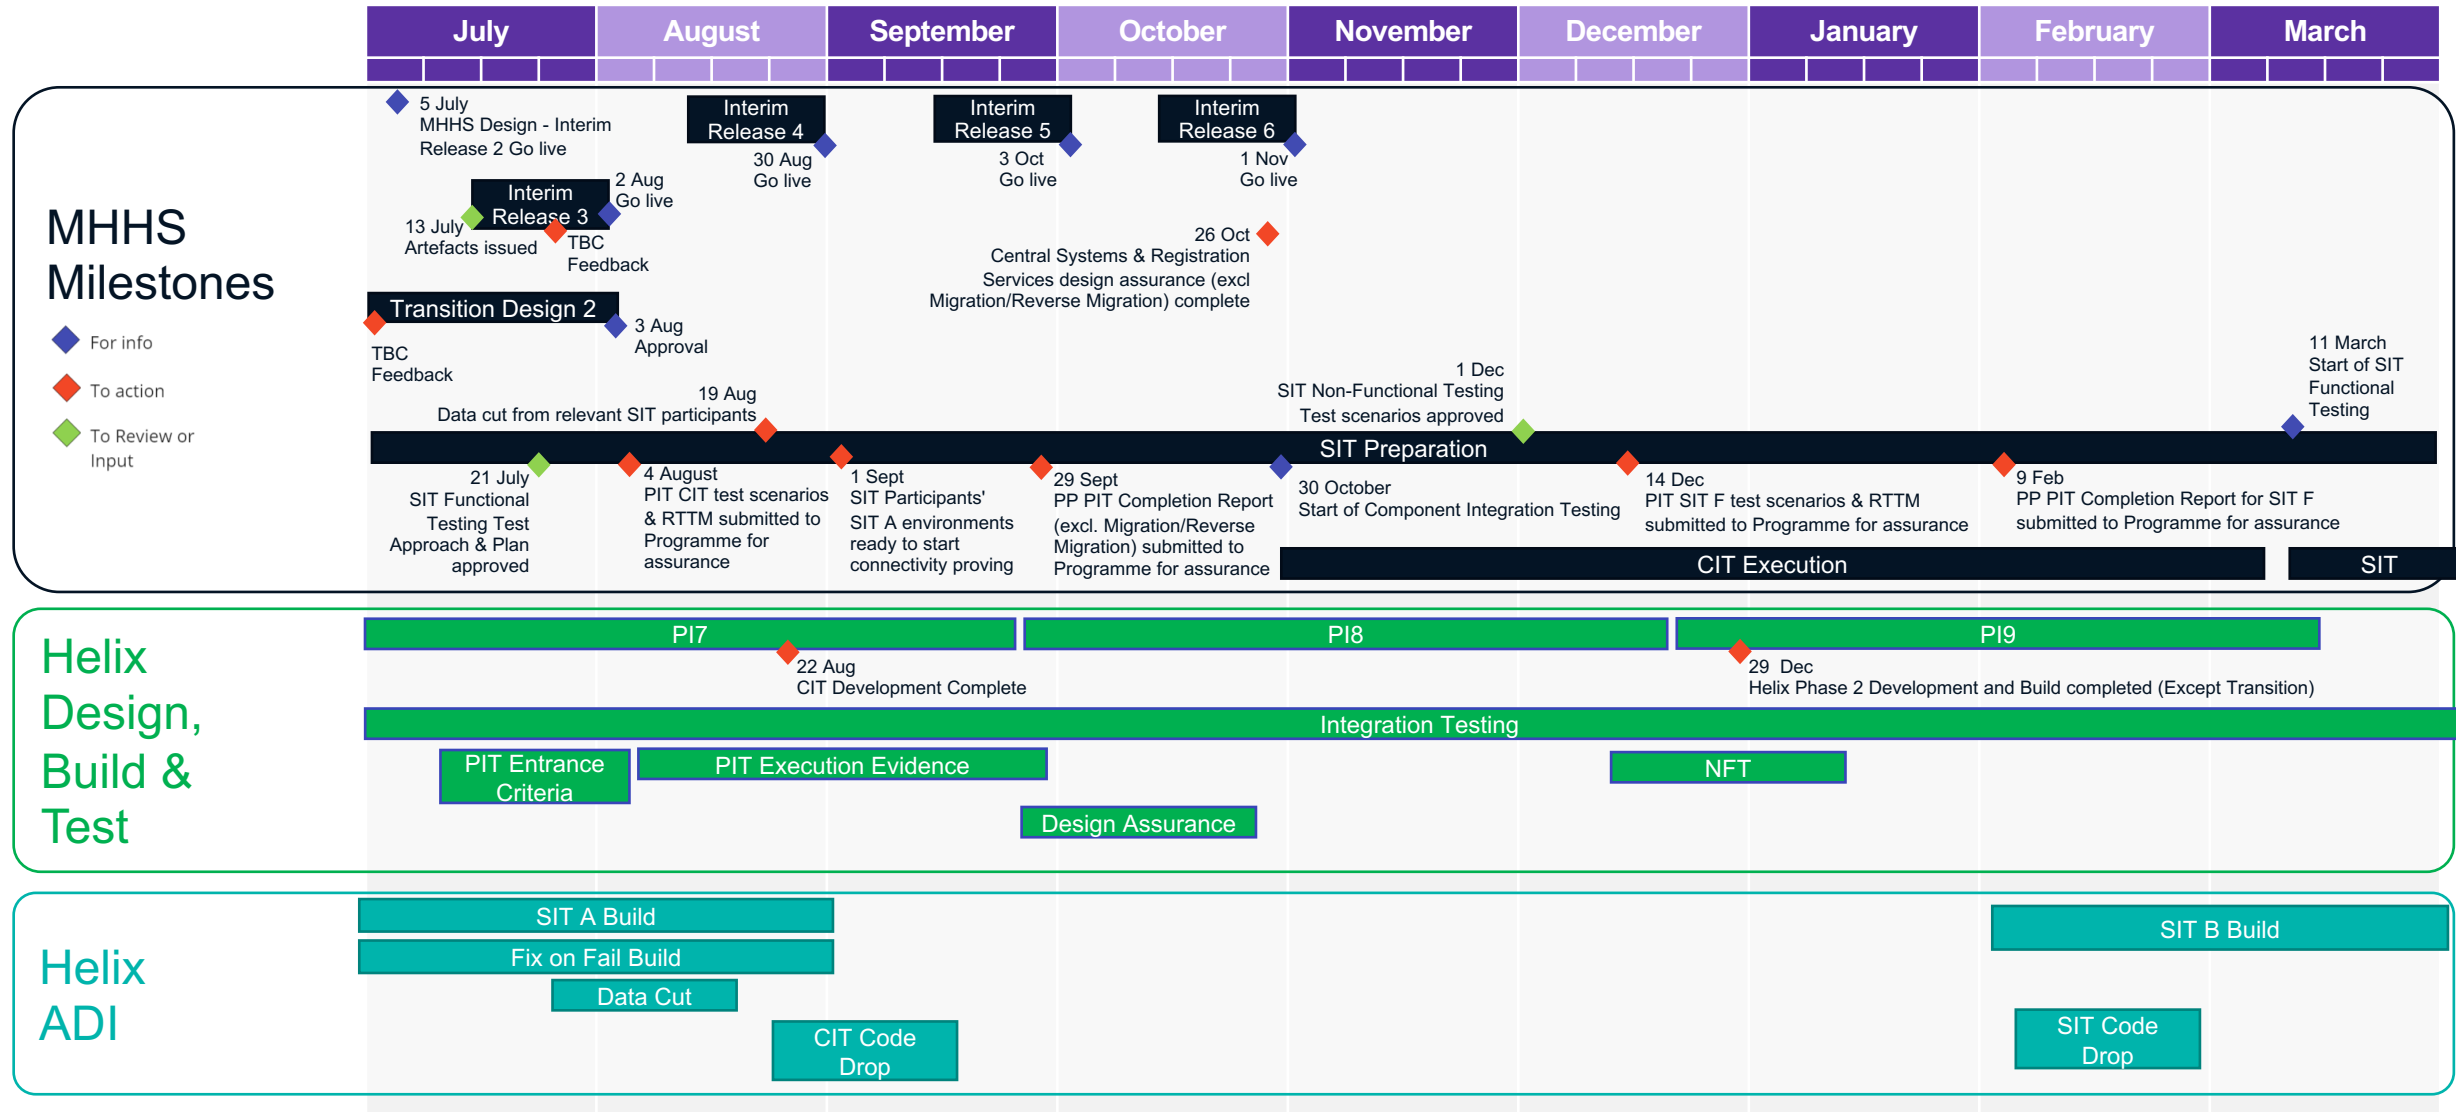 July
August
September
October
November
December
January
February
March
MHHS
Milestones
For info
To action
To Review or
Input
5 July
MHHS Design - Interim
Release 2 Go live
Interim
Release 3
2 Aug
Go live
13 July
Artefacts issued
TBC
Feedback
Interim
Release 4
30 Aug
Go live
Interim
Release 5
3 Oct
Go live
Interim
Release 6
1 Nov
Go live
26 Oct
Central Systems & Registration
Services design assurance (excl
Migration/Reverse Migration) complete
Transition Design 2
TBC
Feedback
3 Aug
Approval
19 Aug
Data cut from relevant SIT participants
1 Dec
SIT Non-Functional Testing
Test scenarios approved
11 March
Start of SIT
Functional
Testing
SIT Preparation
21 July
SIT Functional
Testing Test
Approach & Plan
approved
4 August
PIT CIT test scenarios
& RTTM submitted to
Programme for
assurance
1 Sept
SIT Participants'
SIT A environments
ready to start
connectivity proving
29 Sept
PP PIT Completion Report
(excl. Migration/Reverse
Migration) submitted to
Programme for assurance
30 October
Start of Component Integration Testing
14 Dec
PIT SIT F test scenarios & RTTM
submitted to Programme for assurance
9 Feb
PP PIT Completion Report for SIT F
submitted to Programme for assurance
CIT Execution
SIT
Helix
Design,
Build &
Test
PI7
PI8
PI9
22 Aug
CIT Development Complete
29 Dec
Helix Phase 2 Development and Build completed (Except Transition)
Integration Testing
PIT Entrance
Criteria
PIT Execution Evidence
NFT
Design Assurance
Helix
ADI
SIT A Build
Fix on Fail Build
Data Cut
CIT Code
Drop
SIT B Build
SIT Code
Drop